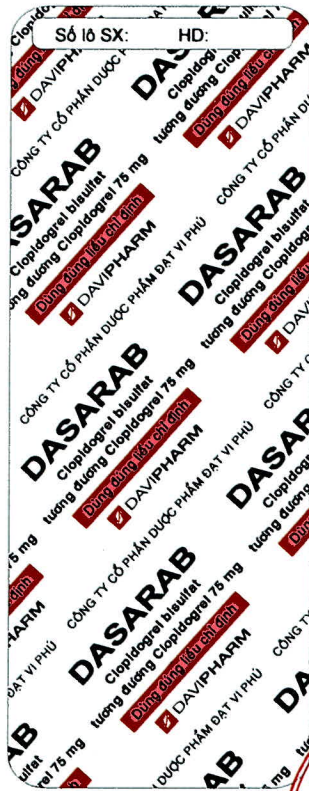 Số lô SX: HD:
DASARAB
Clopidogrel bisulfat
tương đương Clopidogrel 75 mg
Dùng đúng liều chỉ định
DAVIPHARM
CÔNG TY CỔ PHẦN DƯỢC PHẨM ĐẠT VI PHÚ
DASARAB
Clopidogrel bisulfat
tương đương Clopidogrel 75 mg
Dùng đúng liều chỉ định
DAVIPHARM
CÔNG TY CỔ PHẦN DƯỢC PHẨM ĐẠT VI PHÚ
DASARAB
Clopidogrel bisulfat
tương đương Clopidogrel 75 mg
Dùng đúng liều chỉ định
DAVIPHARM
CÔNG TY CỔ PHẦN DƯỢC PHẨM ĐẠT VI PHÚ
DASARAB
Clopidogrel bisulfat
tương đương Clopidogrel 75 mg
Dùng đúng liều chỉ định
DAVIPHARM